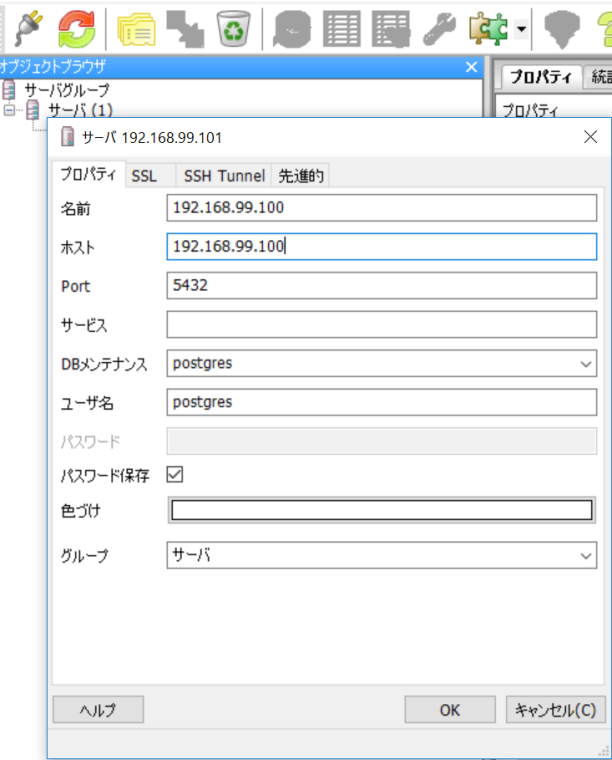 オブジェクトブラウザ
サーバグループ
サーバ (1)
プロパティ
プロパティ
サーバ 192.168.99.101
プロパティ SSL SSH Tunnel 先進的
名前 192.168.99.100
ホスト 192.168.99.100
Port 5432
サービス
DBメンテナンス postgres
ユーザ名 postgres
パスワード
パスワード保存
色づけ
グループ サーバ
ヘルプ OK キャンセル(C)